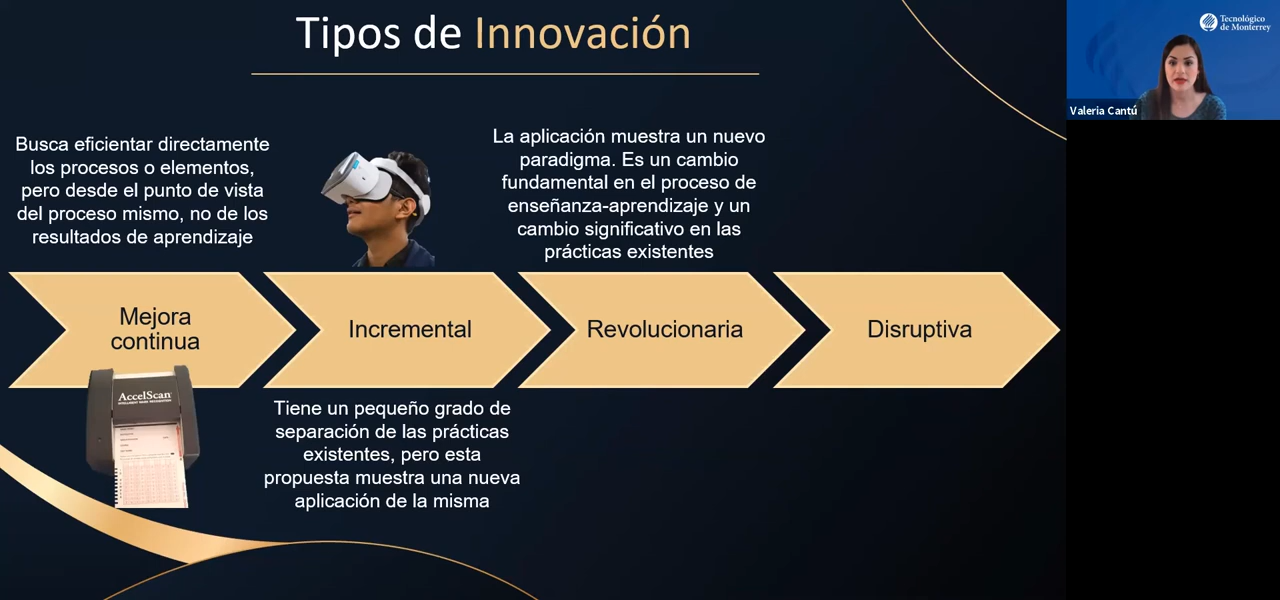 Tipos de Innovación
Tecnológico
de Monterrey
Valeria Cantú
Busca eficientar directamente
los procesos o elementos,
pero desde el punto de vista
del proceso mismo, no de los
resultados de aprendizaje
La aplicación muestra un nuevo
paradigma. Es un cambio
fundamental en el proceso de
enseñanza-aprendizaje y un
cambio significativo en las
prácticas existentes
Mejora
continua
Incremental
Revolucionaria
Disruptiva
AccelScan
Tiene un pequeño grado de
separación de las prácticas
existentes, pero esta
propuesta muestra una nueva
aplicación de la misma